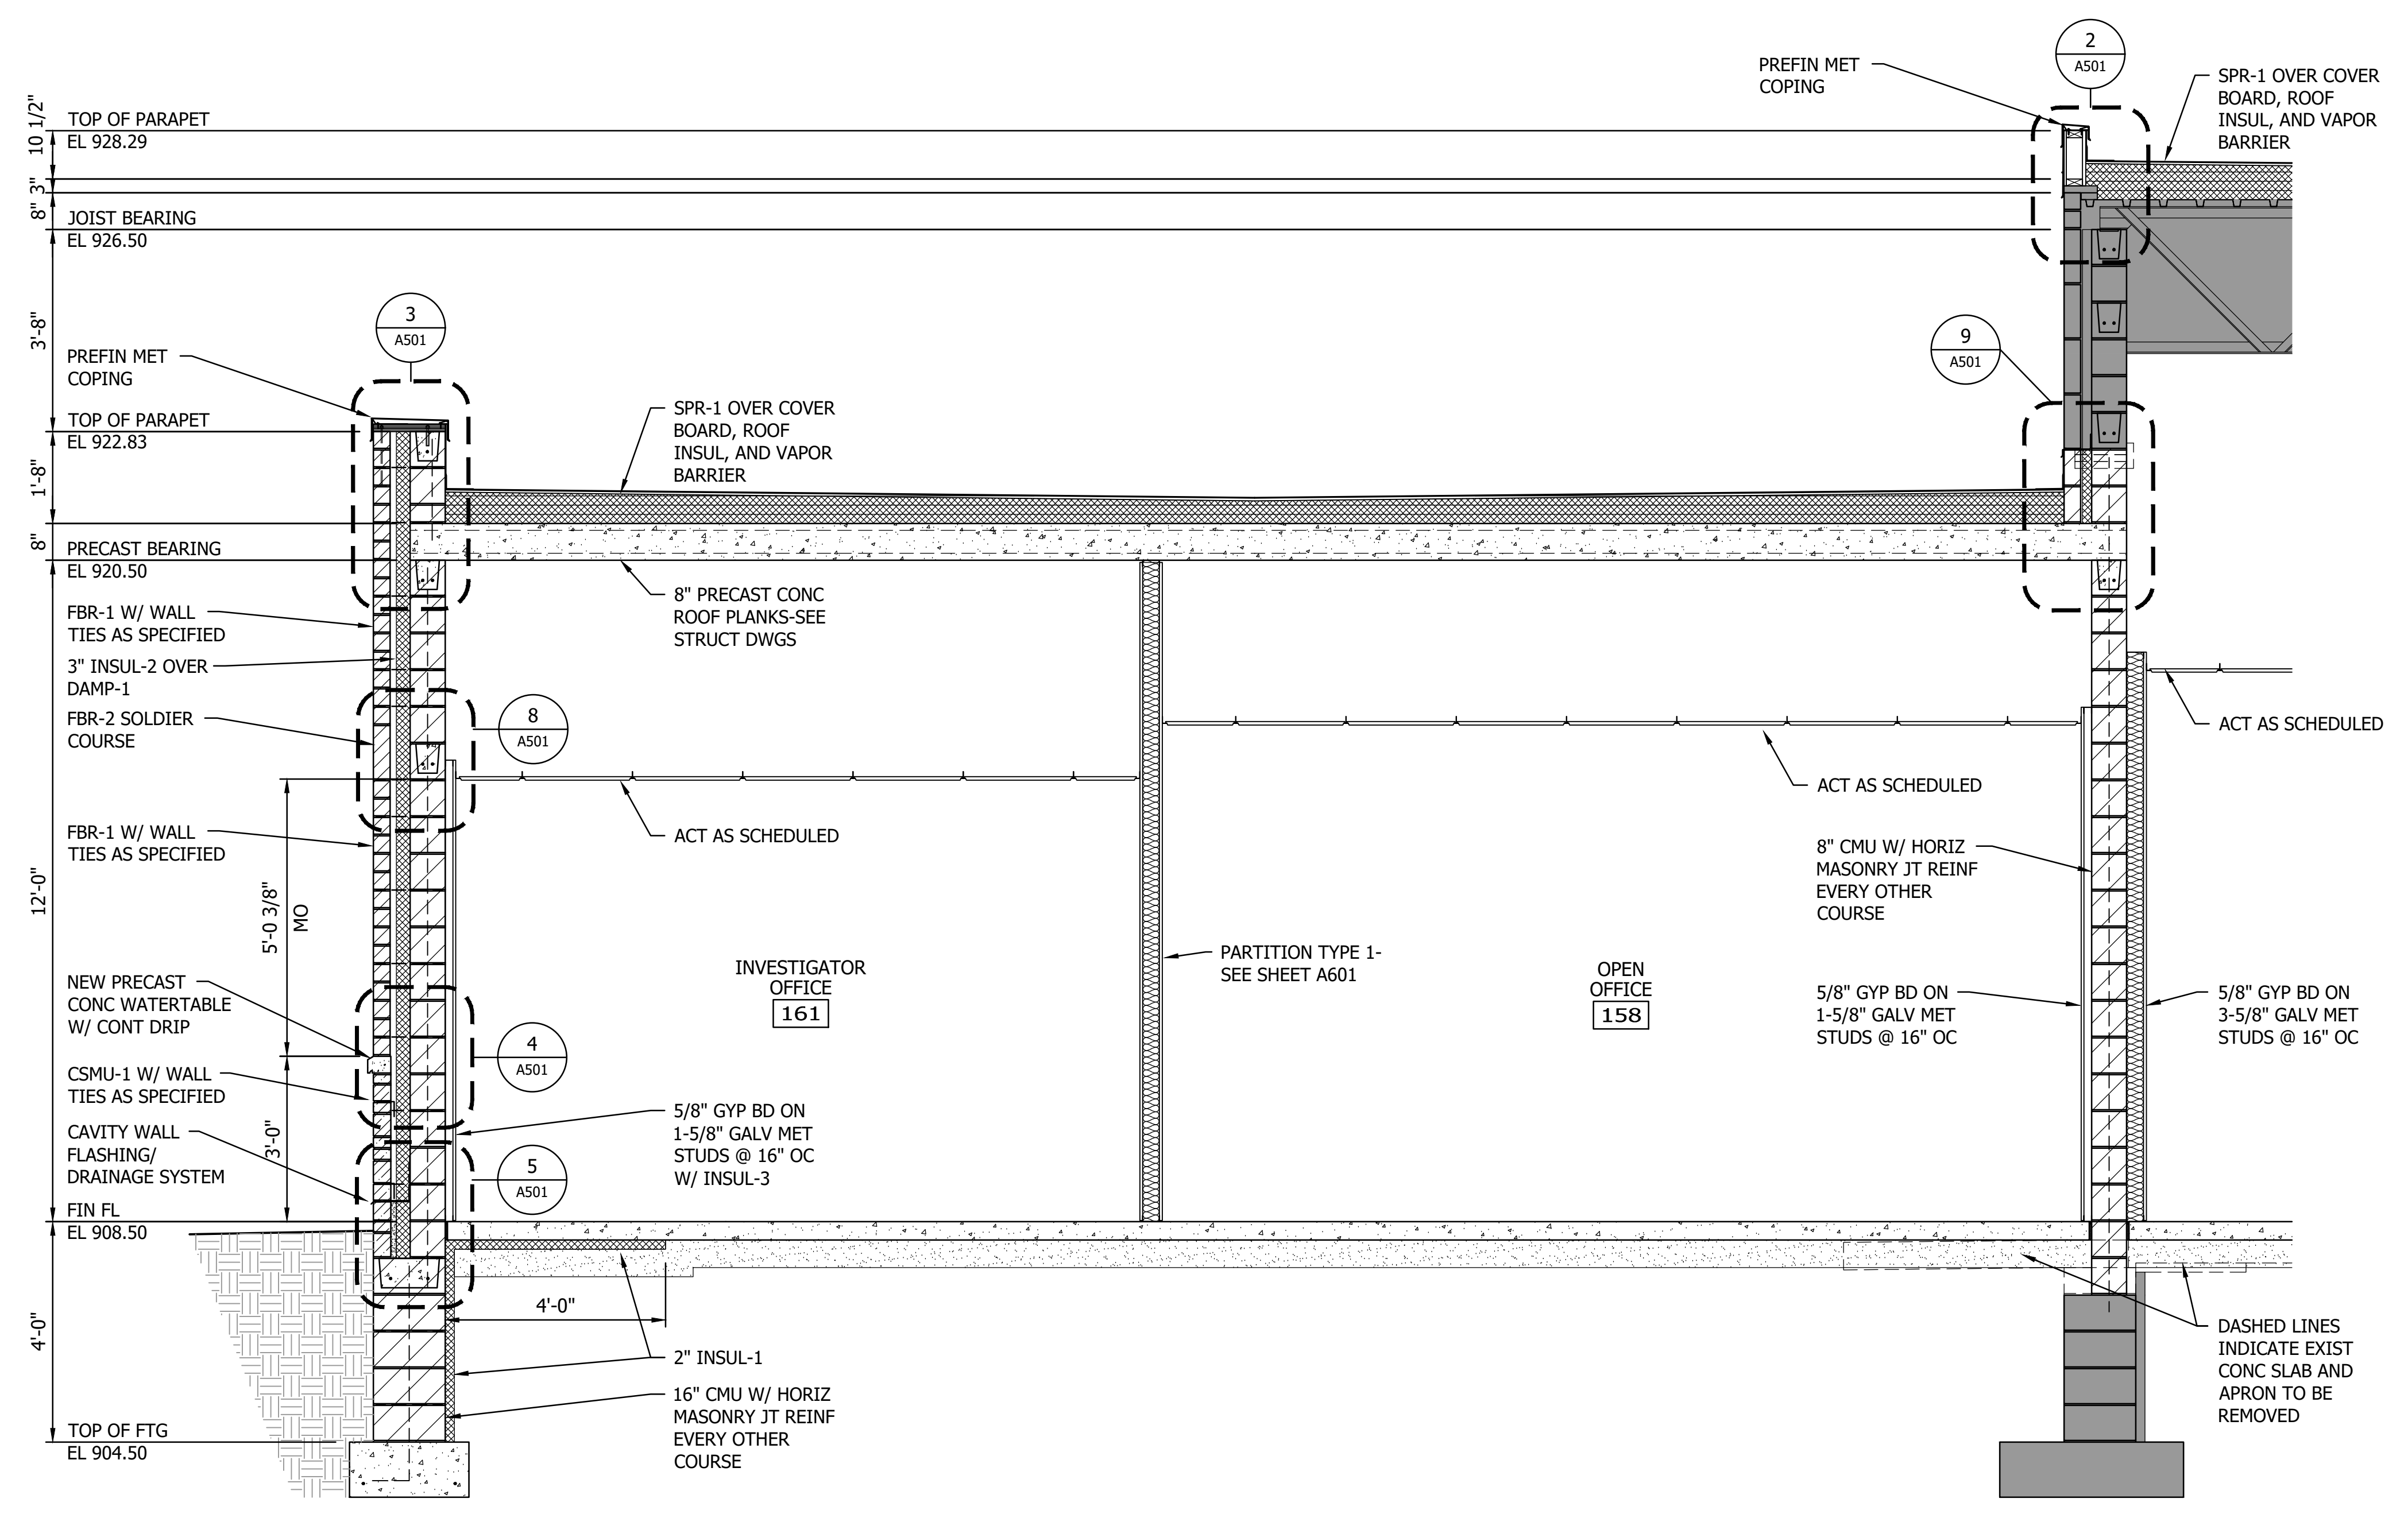 2
A501
PREFIN MET
COPING
SPR-1 OVER COVER
BOARD, ROOF
INSUL, AND VAPOR
BARRIER
10 1/2"
TOP OF PARAPET
EL 928.29
3"
8"
JOIST BEARING
EL 926.50
3'-8"
3
A501
9
A501
PREFIN MET
COPING
TOP OF PARAPET
EL 922.83
SPR-1 OVER COVER
BOARD, ROOF
INSUL, AND VAPOR
BARRIER
1'-8"
8"
PRECAST BEARING
EL 920.50
8" PRECAST CONC
ROOF PLANKS-SEE
STRUCT DWGS
FBR-1 W/ WALL
TIES AS SPECIFIED
3" INSUL-2 OVER
DAMP-1
FBR-2 SOLDIER
COURSE
8
A501
ACT AS SCHEDULED
ACT AS SCHEDULED
ACT AS SCHEDULED
FBR-1 W/ WALL
TIES AS SPECIFIED
12'-0"
5'-0 3/8"
MO
8" CMU W/ HORIZ
MASONRY JT REINF
EVERY OTHER
COURSE
PARTITION TYPE 1-
SEE SHEET A601
INVESTIGATOR
OFFICE
161
OPEN
OFFICE
158
5/8" GYP BD ON
1-5/8" GALV MET
STUDS @ 16" OC
5/8" GYP BD ON
3-5/8" GALV MET
STUDS @ 16" OC
NEW PRECAST
CONC WATERTABLE
W/ CONT DRIP
4
A501
CSMU-1 W/ WALL
TIES AS SPECIFIED
3'-0"
CAVITY WALL
FLASHING/
DRAINAGE SYSTEM
5
A501
5/8" GYP BD ON
1-5/8" GALV MET
STUDS @ 16" OC
W/ INSUL-3
FIN FL
EL 908.50
4'-0"
4'-0"
2" INSUL-1
16" CMU W/ HORIZ
MASONRY JT REINF
EVERY OTHER
COURSE
DASHED LINES
INDICATE EXIST
CONC SLAB AND
APRON TO BE
REMOVED
TOP OF FTG
EL 904.50